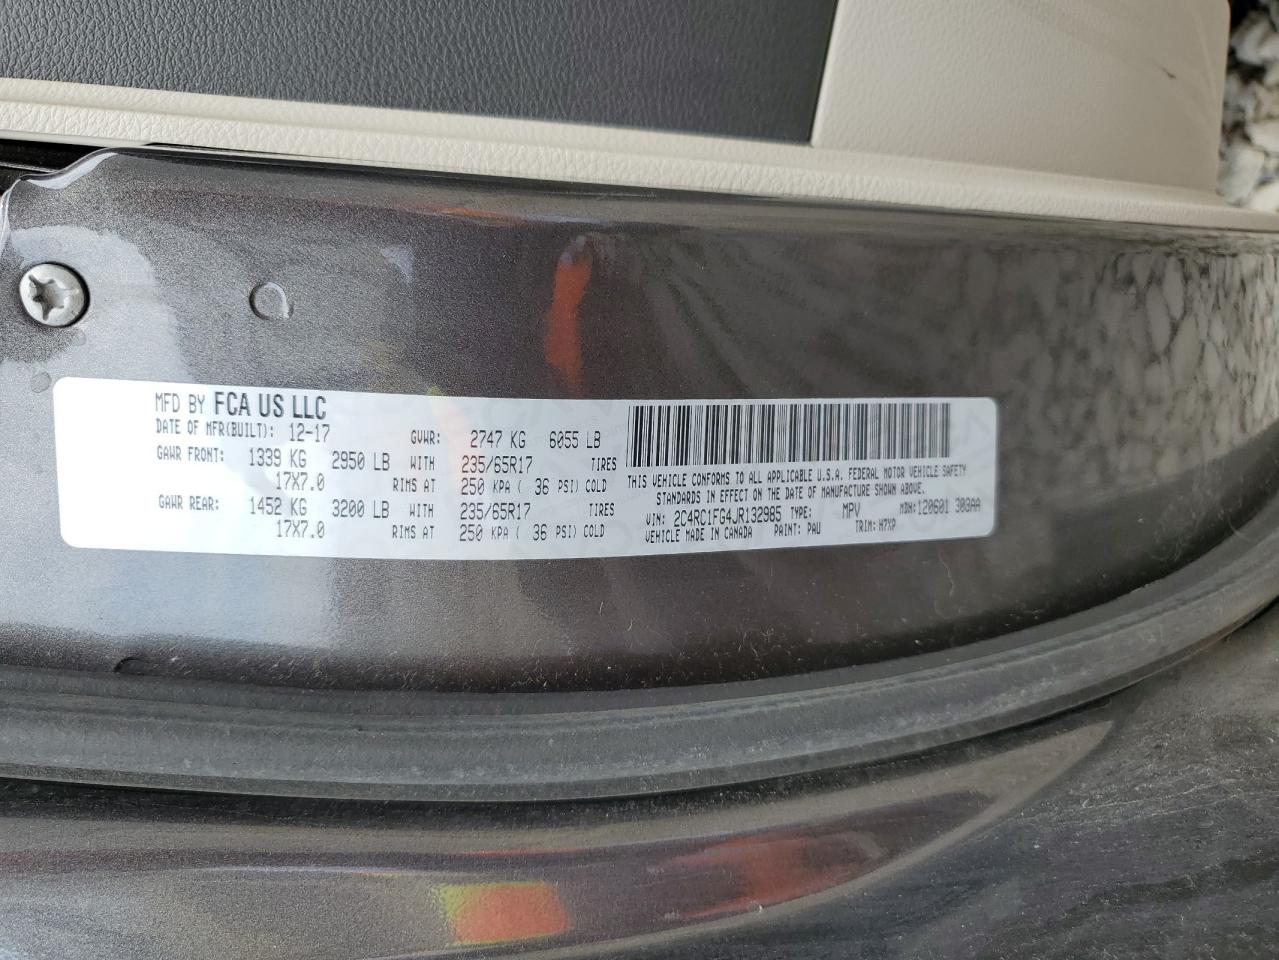 MFD BY FCA US LLC
DATE OF MFR(BUILT): 12-17 GVWR: 2747 KG 6055 LB
GAWR FRONT: 1339 KG 2950 LB WITH 235/65R17 TIRES
17X7.0 RIMS AT 250 KPA ( 36 PSI) COLD
GAWR REAR: 1452 KG 3200 LB WITH 235/65R17 TIRES
17X7.0 RIMS AT 250 KPA ( 36 PSI) COLD
THIS VEHICLE CONFORMS TO ALL APPLICABLE U.S.A. FEDERAL MOTOR VEHICLE SAFETY
STANDARDS IN EFFECT ON THE DATE OF MANUFACTURE SHOWN ABOVE.
VIN: 2C4RC1FG4JR132985 TYPE: MPV MDH:120601 303AA
VEHICLE MADE IN CANADA PAINT: PAU TRIM: H7XP